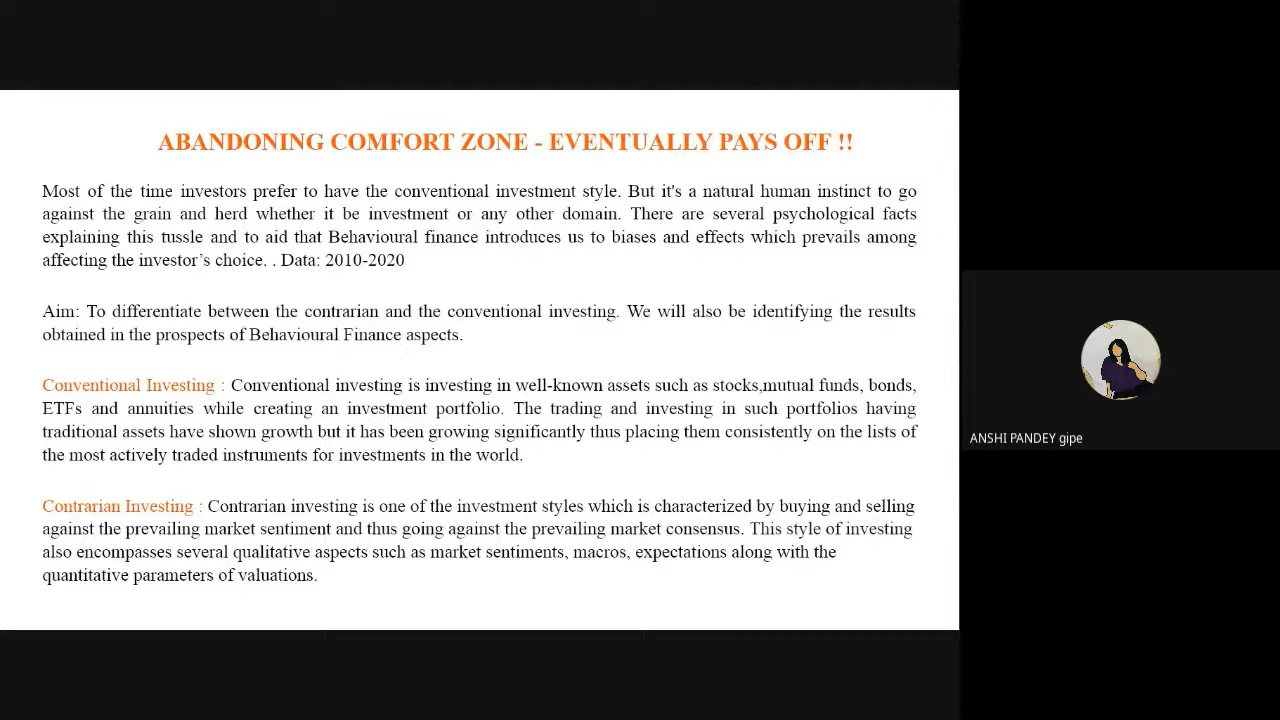 ABANDONING COMFORT ZONE - EVENTUALLY PAYS OFF !!
Most of the time investors prefer to have the conventional investment style. But it's a natural human instinct to go
against the grain and herd whether it be investment or any other domain. There are several psychological facts
explaining this tussle and to aid that Behavioural finance introduces us to biases and effects which prevails among
affecting the investor’s choice. . Data: 2010-2020
Aim: To differentiate between the contrarian and the conventional investing. We will also be identifying the results
obtained in the prospects of Behavioural Finance aspects.
Conventional Investing : Conventional investing is investing in well-known assets such as stocks,mutual funds, bonds,
ETFs and annuities while creating an investment portfolio. The trading and investing in such portfolios having
traditional assets have shown growth but it has been growing significantly thus placing them consistently on the lists of
the most actively traded instruments for investments in the world.
Contrarian Investing : Contrarian investing is one of the investment styles which is characterized by buying and selling
against the prevailing market sentiment and thus going against the prevailing market consensus. This style of investing
also encompasses several qualitative aspects such as market sentiments, macros, expectations along with the
quantitative parameters of valuations.
ANSHI PANDEY gipe